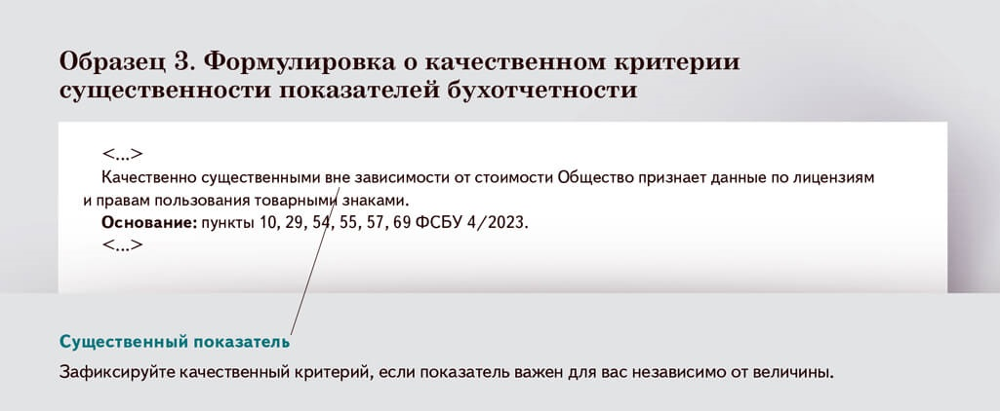 Образец 3. Формулировка о качественном критерии
существенности показателей бухотчетности
<...>
Качественно существенными вне зависимости от стоимости Общество признает данные по лицензиям
и правам пользования товарными знаками.
Основание: пункты 10, 29, 54, 55, 57, 69 ФСБУ 4/2023.
<...>
Существенный показатель
Зафиксируйте качественный критерий, если показатель важен для вас независимо от величины.